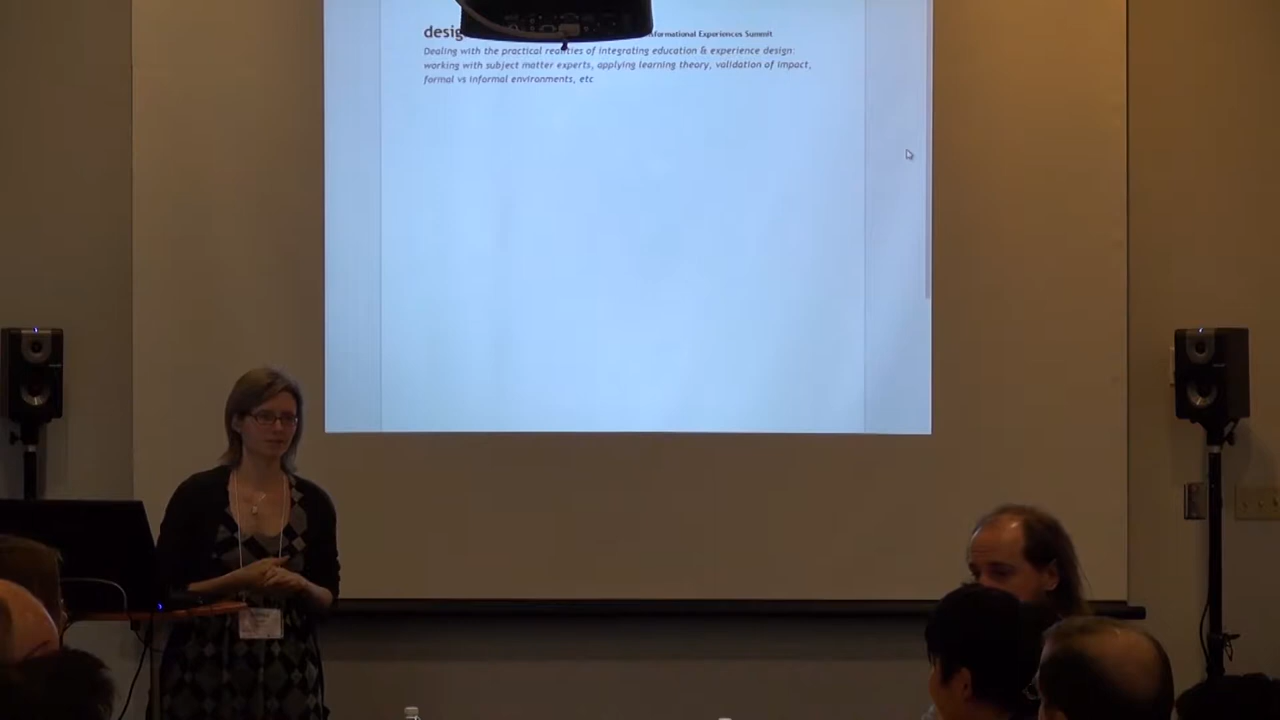 desig
formational Experiences Summit
Dealing with the practical realities of integrating education & experience design:
working with subject matter experts, applying learning theory, validation of impact,
formal vs informal environments, etc